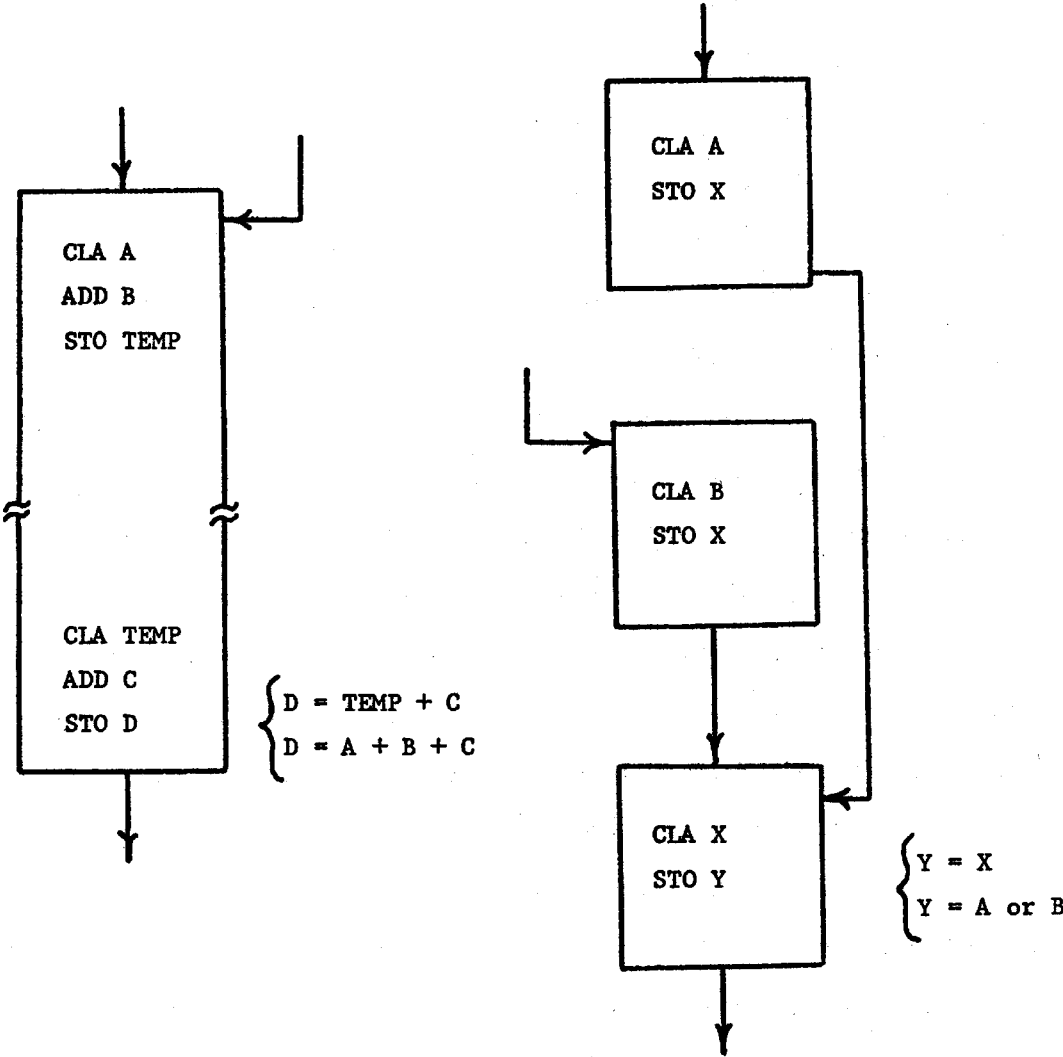 CLA A
ADD B
STO TEMP
CLA TEMP
ADD C
STO D
D = TEMP + C
D = A + B + C
CLA A
STO X
CLA B
STO X
CLA X
STO Y
Y = X
Y = A or B